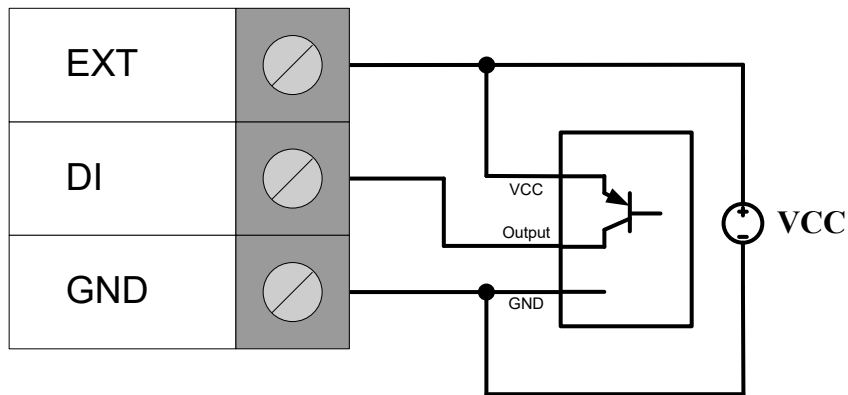 EXT
DI
VCC
Output
VCC
GND
GND